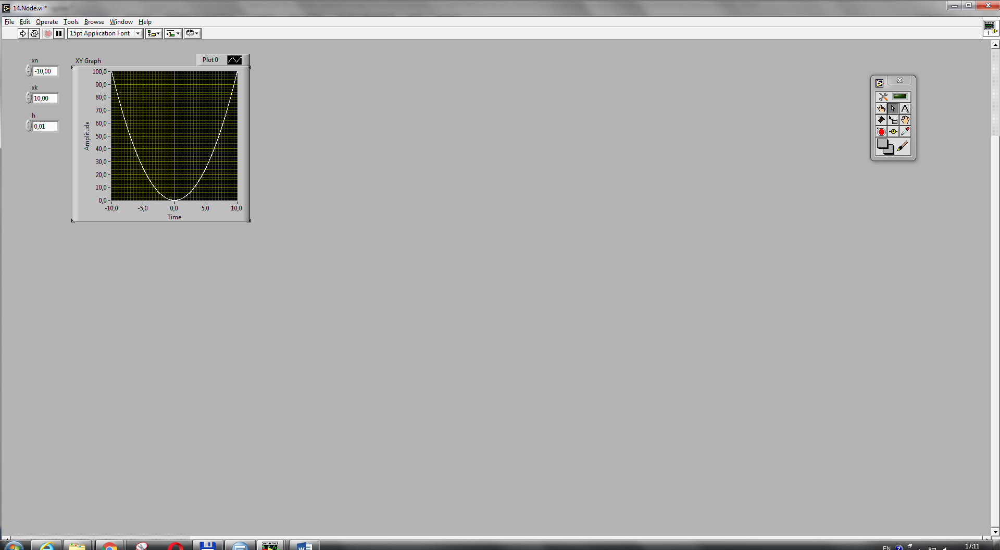 14.Node.vi *
File Edit Operate Tools Browse Window Help
15pt Application Font
1
xn
-10,00
xk
10,00
h
0,01
XY Graph
Plot 0
Amplitude
100,0
90,0
80,0
70,0
60,0
50,0
40,0
30,0
20,0
10,0
0,0
-10,0 -5,0 0,0 5,0 10,0
Time
A
EN
17:11